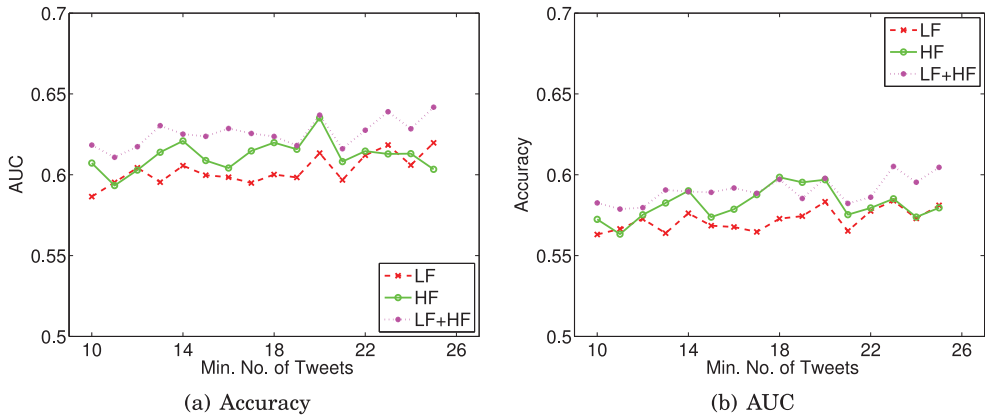 0.7
0.65
0.6
0.55
0.5
AUC
10
14
18
22
26
Min. No. of Tweets
LF
HF
LF+HF
(a) Accuracy
0.7
0.65
0.6
0.55
0.5
Accuracy
10
14
18
22
26
Min. No. of Tweets
LF
HF
LF+HF
(b) AUC